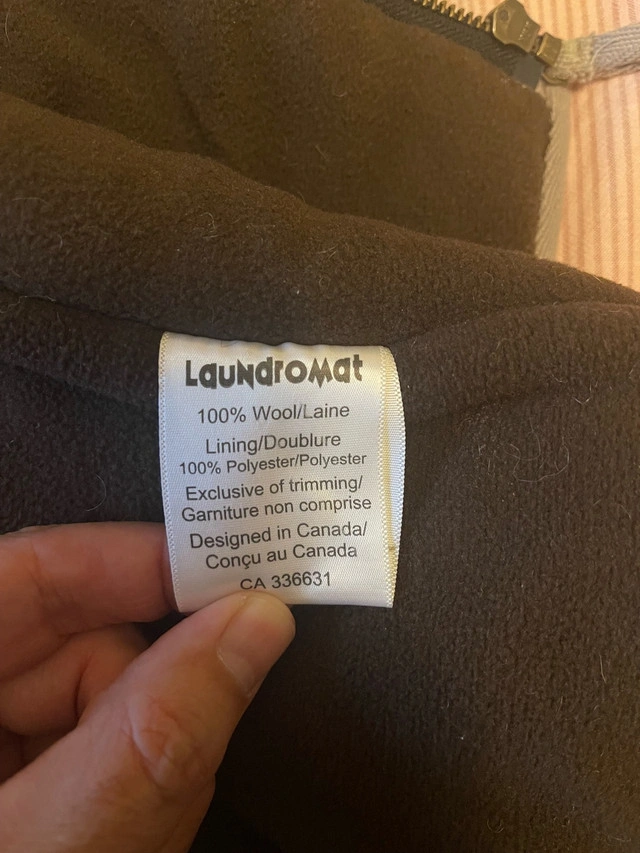 LaUNdroMat
100% Wool/Laine
Lining/Doublure
100% Polyester/Polyester
Exclusive of trimming/
Garniture non comprise
Designed in Canada/
Conçu au Canada
CA 336631